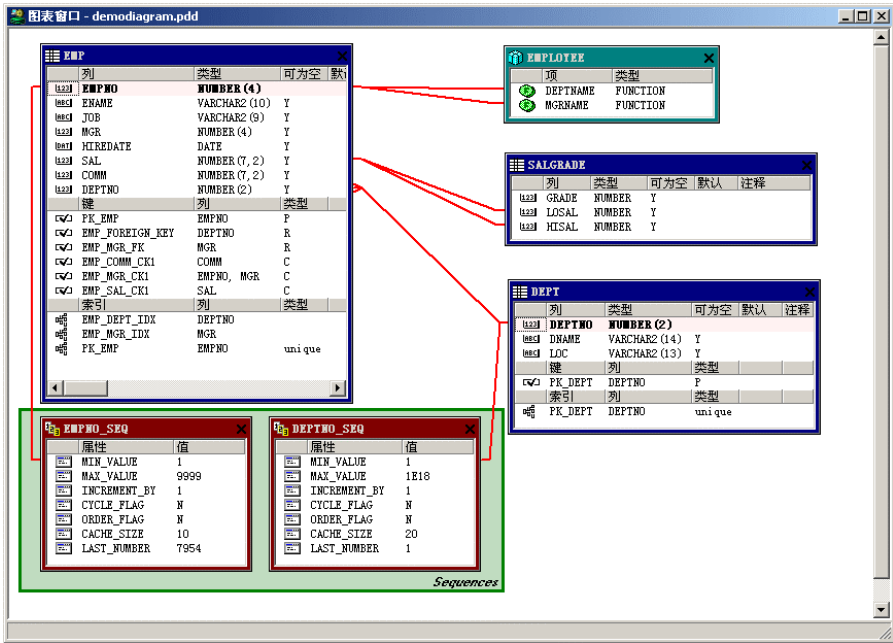 图表窗口 - demodiagram.pdd
EMP
列 类型 可为空 默认
EMPNO NUMBER(4)
ENAME VARCHAR2(10) Y
JOB VARCHAR2(9) Y
MGR NUMBER(4) Y
HIREDATE DATE Y
SAL NUMBER(7,2) Y
COMM NUMBER(7,2) Y
DEPTNO NUMBER(2) Y
键 列 类型
PK_EMP EMPNO P
EMP_FOREIGN_KEY DEPTNO R
EMP_MGR_FK MGR R
EMP_COMM_CK1 COMM C
EMP_MGR_CK1 EMPNO, MGR C
EMP_SAL_CK1 SAL C
索引 列 类型
EMP_DEPT_IDX DEPTNO
EMP_MGR_IDX MGR
PK_EMP EMPNO unique
EMPLOYEE
项 类型
DEPTNAME FUNCTION
MGRNAME FUNCTION
SALGRADE
列 类型 可为空 默认 注释
GRADE NUMBER Y
LOSAL NUMBER Y
HISAL NUMBER Y
DEPT
列 类型 可为空 默认 注释
DEPTNO NUMBER(2)
DNAME VARCHAR2(14) Y
LOC VARCHAR2(13) Y
键 列 类型
PK_DEPT DEPTNO P
索引 列 类型
PK_DEPT DEPTNO unique
EMPNO_SEQ
属性 值
MIN_VALUE 1
MAX_VALUE 9999
INCREMENT_BY 1
CYCLE_FLAG N
ORDER_FLAG N
CACHE_SIZE 10
LAST_NUMBER 7954
DEPTNO_SEQ
属性 值
MIN_VALUE 1
MAX_VALUE 1E18
INCREMENT_BY 1
CYCLE_FLAG N
ORDER_FLAG N
CACHE_SIZE 20
LAST_NUMBER 1
Sequences